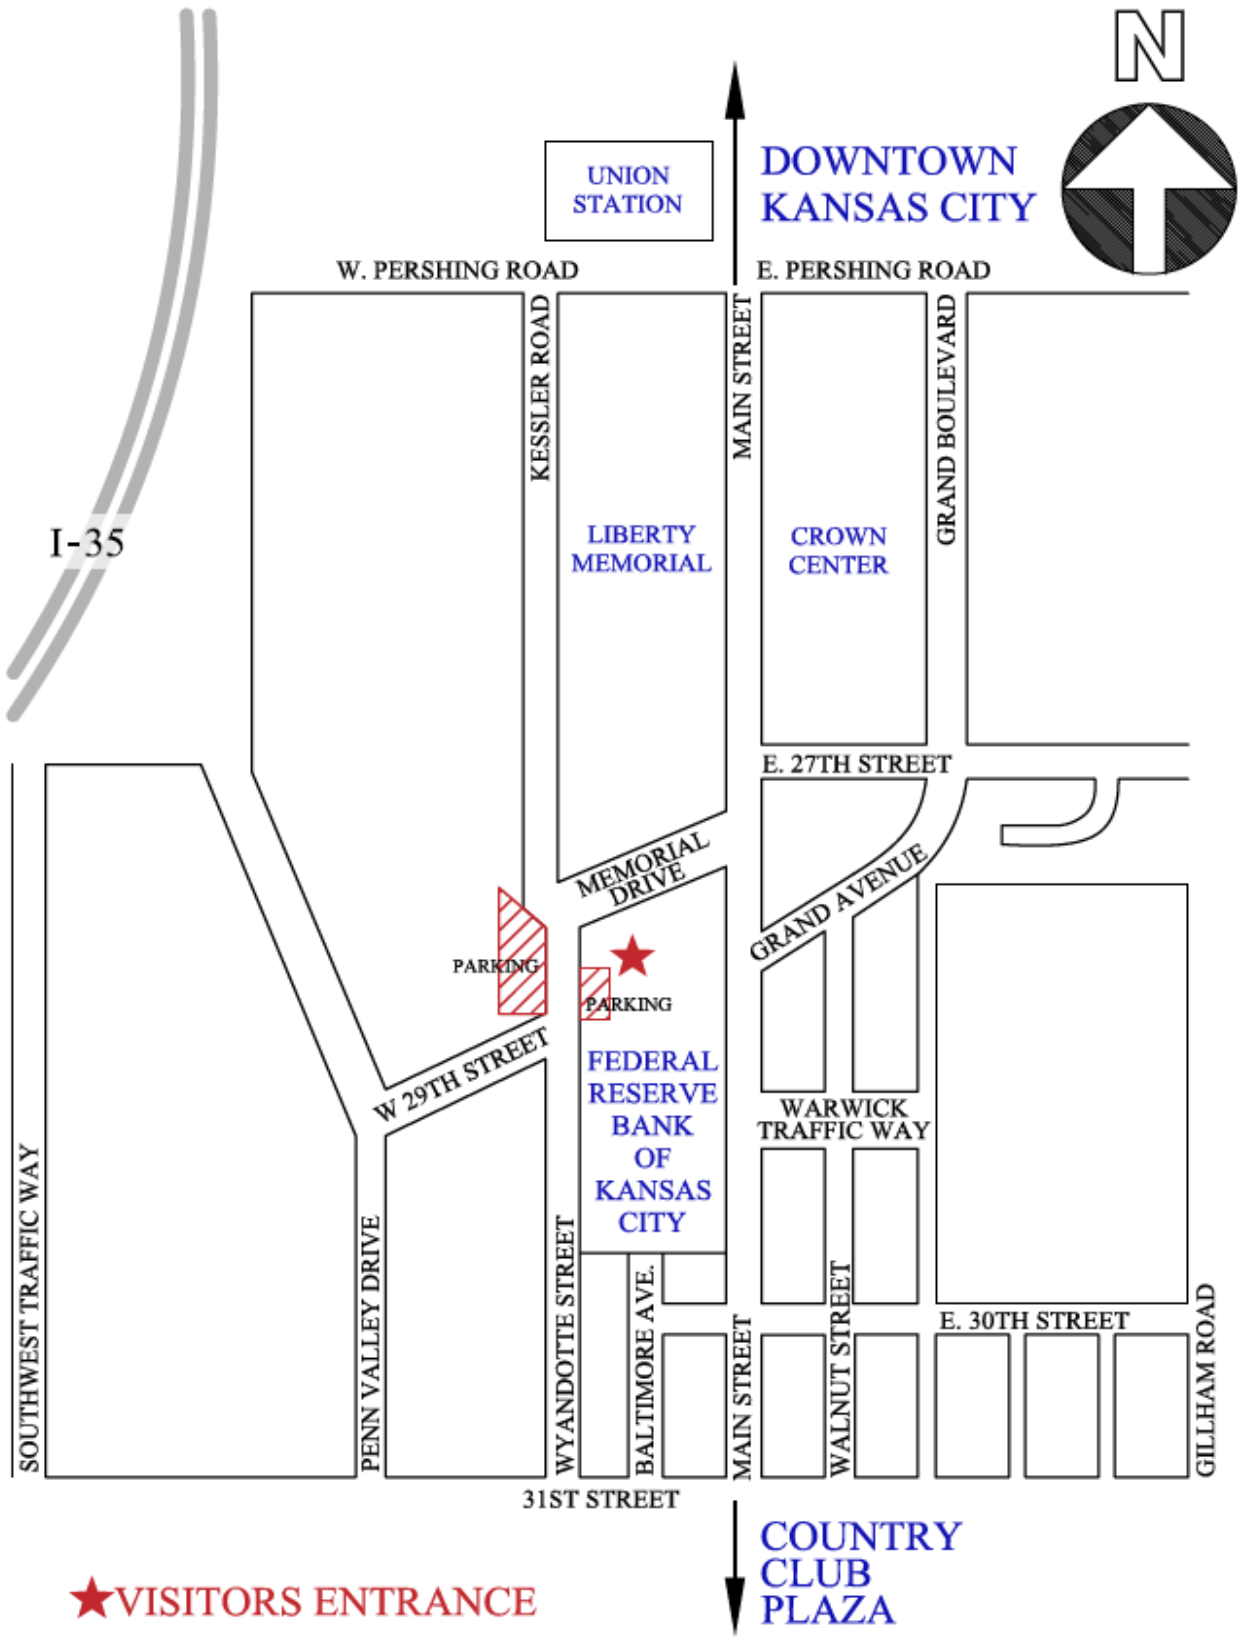 N
DOWNTOWN
KANSAS CITY
UNION
STATION
W. PERSHING ROAD
E. PERSHING ROAD
KESSLER ROAD
MAIN STREET
GRAND BOULEVARD
I-35
LIBERTY
MEMORIAL
CROWN
CENTER
E. 27TH STREET
MEMORIAL
DRIVE
GRAND AVENUE
PARKING
PARKING
W 29TH STREET
FEDERAL
RESERVE
BANK
OF
KANSAS
CITY
WARWICK
TRAFFIC WAY
SOUTHWEST TRAFFIC WAY
PENN VALLEY DRIVE
WYANDOTTE STREET
BALTIMORE AVE.
MAIN STREET
WALNUT STREET
E. 30TH STREET
GILLHAM ROAD
31ST STREET
COUNTRY
CLUB
PLAZA
VISITORS ENTRANCE